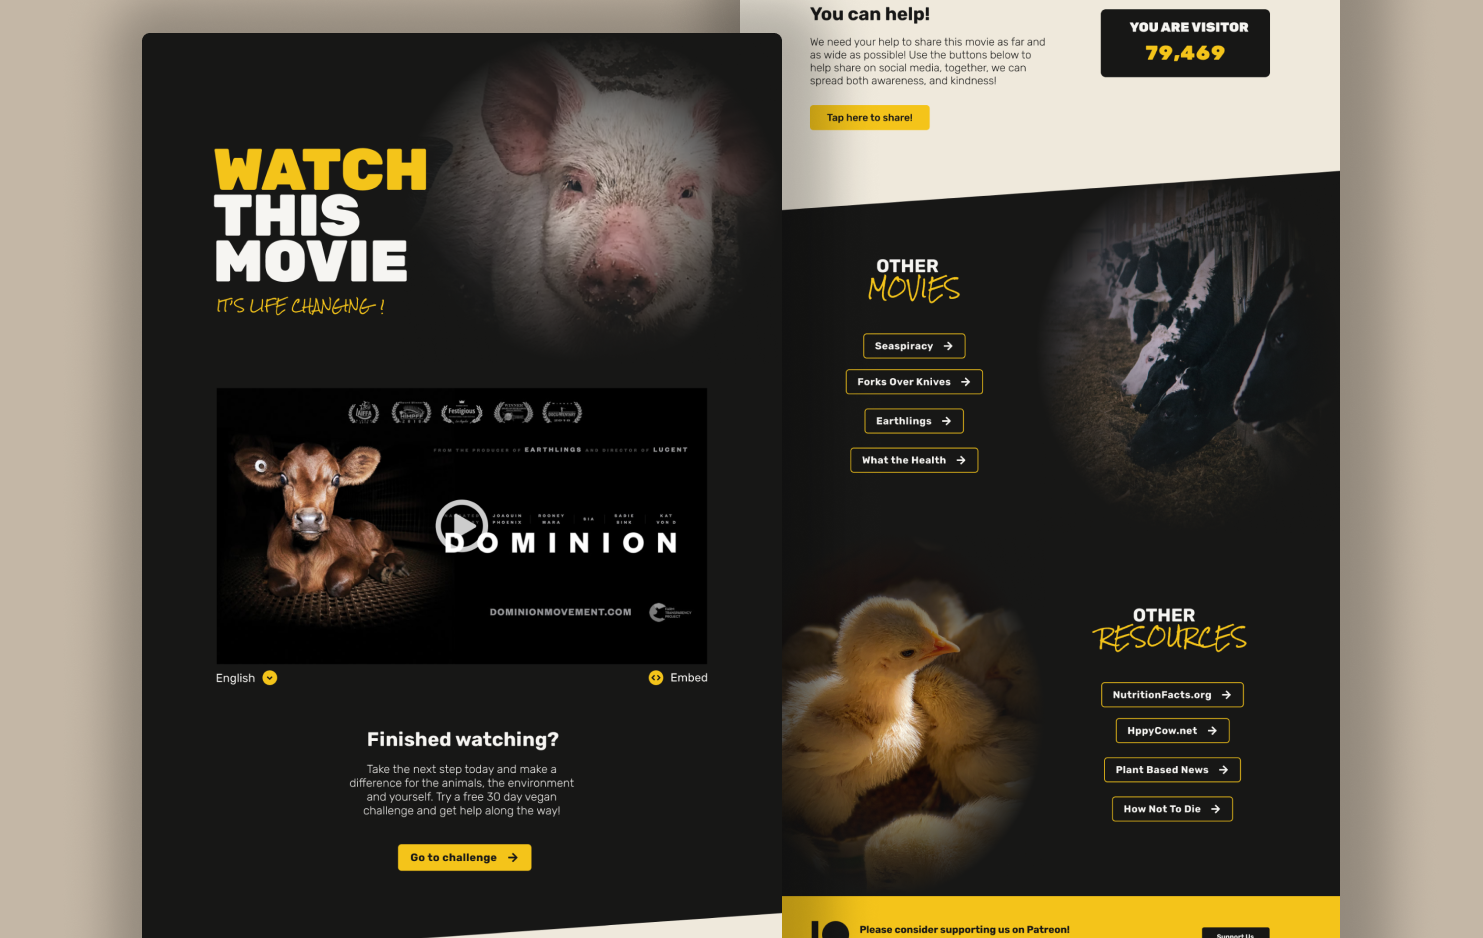 WATCH
THIS
MOVIE
IT'S LIFE CHANGING!
Festigious
FROM THE PRODUCER OF EARTHLINGS AND DIRECTOR OF LUCENT
JOAQUIN PHOENIX
ROONEY MARA
SIA
SADIE SINK
KAT VON D
DOMINION
DOMINIONMOVEMENT.COM
FARM TRANSPARENCY PROJECT
English
Embed
Finished watching?
Take the next step today and make a
difference for the animals, the environment
and yourself. Try a free 30 day vegan
challenge and get help along the way!
Go to challenge
You can help!
We need your help to share this movie as far and
as wide as possible! Use the buttons below to
help share on social media, together, we can
spread both awareness, and kindness!
Tap here to share!
YOU ARE VISITOR
79,469
OTHER
MOVIES
Seaspiracy
Forks Over Knives
Earthlings
What the Health
OTHER
RESOURCES
NutritionFacts.org
HppyCow.net
Plant Based News
How Not To Die
Please consider supporting us on Patreon!
Support Us